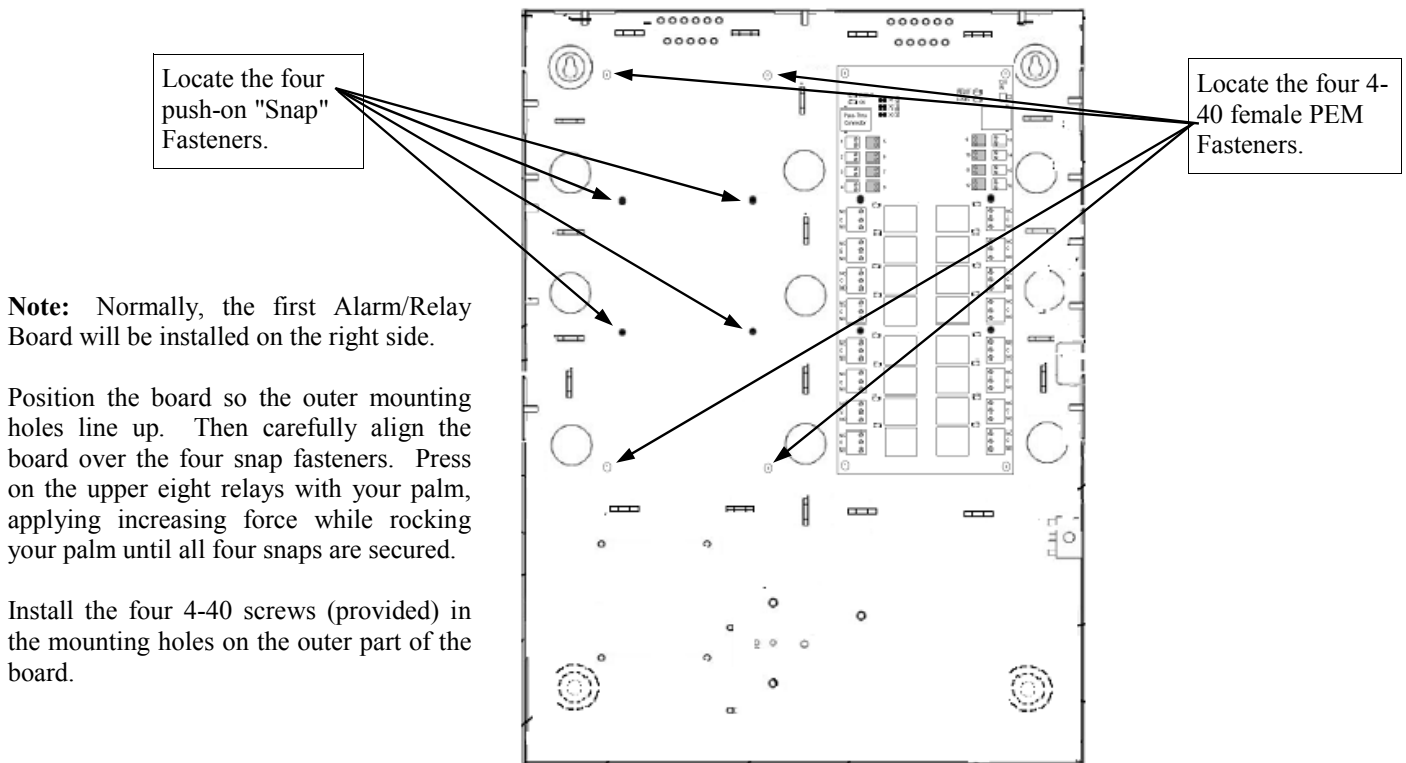 Locate the four
push-on "Snap"
Fasteners.
Locate the four 4-
40 female PEM
Fasteners.
Note: Normally, the first Alarm/Relay
Board will be installed on the right side.
Position the board so the outer mounting
holes line up. Then carefully align the
board over the four snap fasteners. Press
on the upper eight relays with your palm,
applying increasing force while rocking
your palm until all four snaps are secured.
Install the four 4-40 screws (provided) in
the mounting holes on the outer part of the
board.